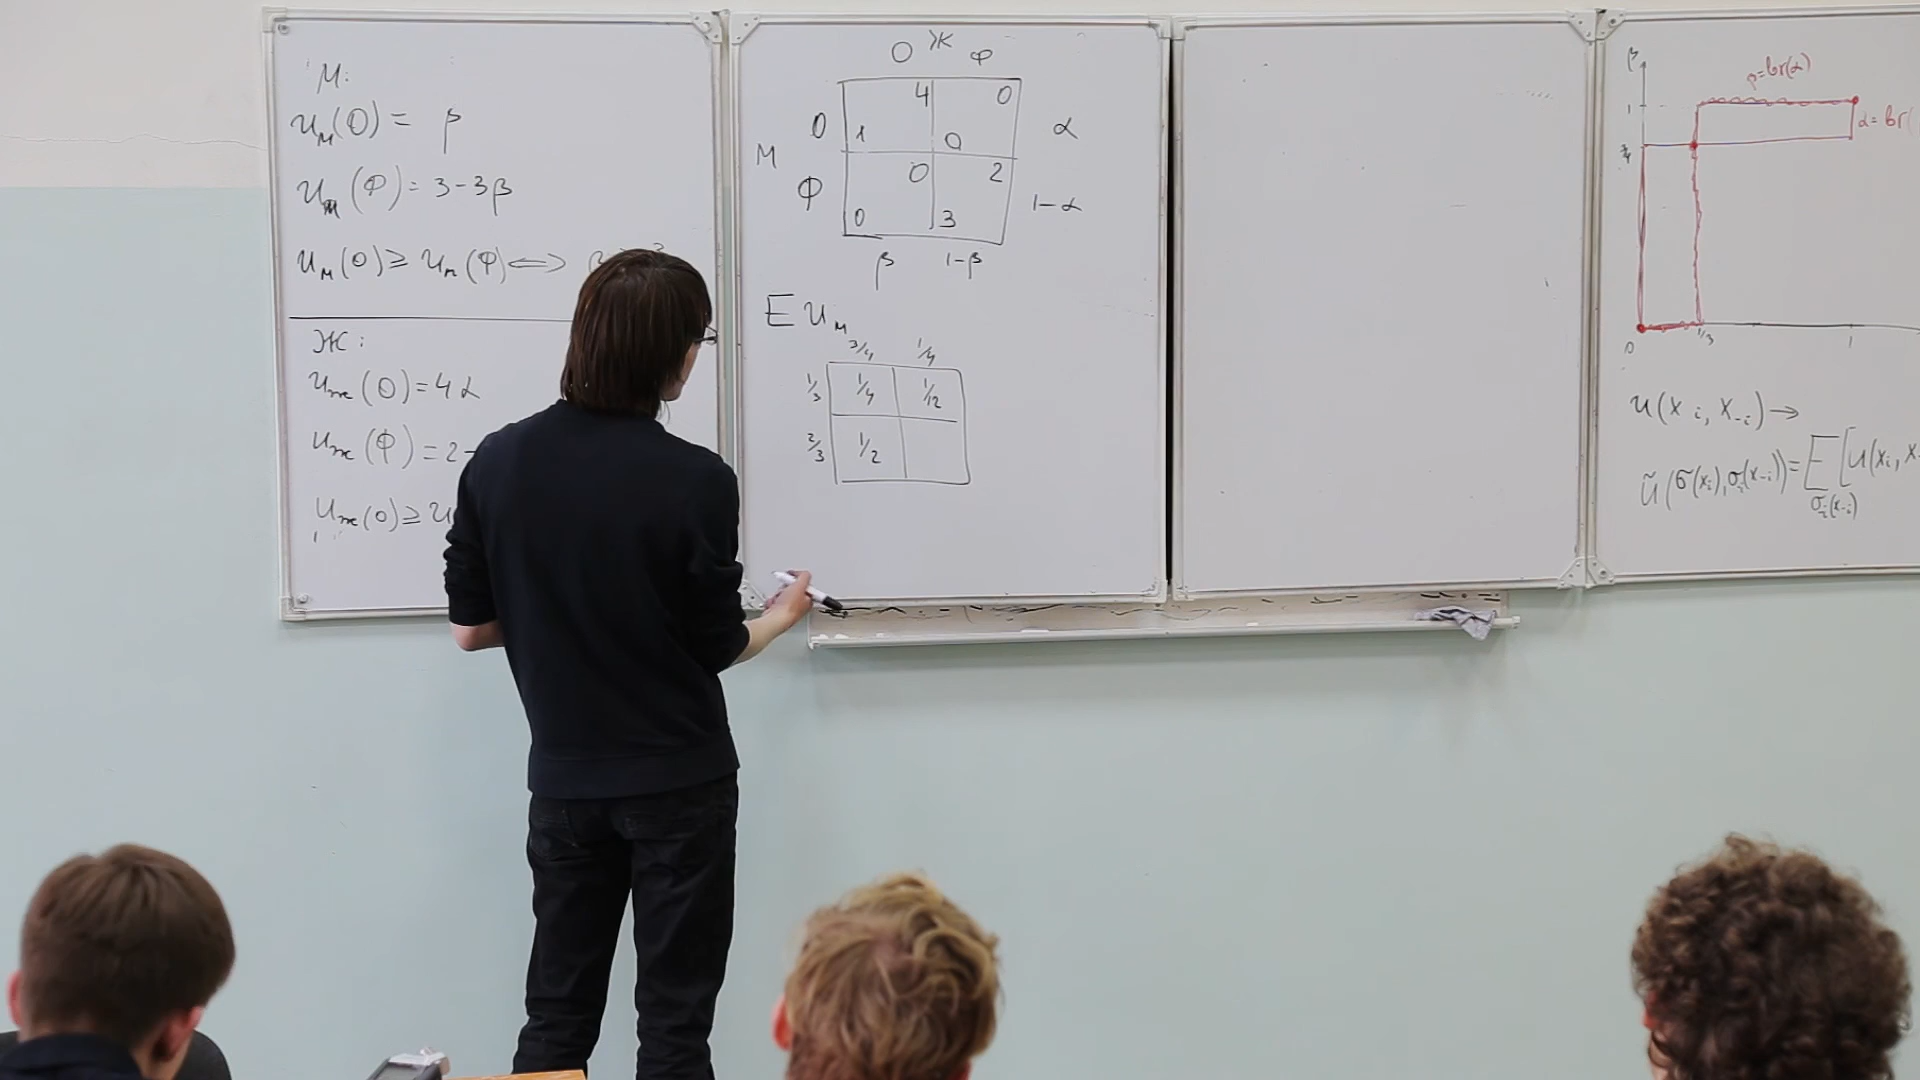 М:
u_м(О) = β
u_м(Ф) = 3-3β
u_м(О) ≥ u_м(Ф) ⟺
Ж:
u_ж(О) = 4α
u_ж(Ф) = 2-
u_ж(О) ≥ u
Ж
О Ф
4 0
О 1 0 α
М
0 2
Ф 0 3 1-α
β 1-β
E u_м
3/4 1/4
1/3 1/4 1/12
2/3 1/2
β
β=br(α)
1
α=br(
3/4
0 1/3 1
u(x_i, x_-i) →
ũ(σ(x_i), σ_i(x_-i)) = E [u(x_i, x-
σ_i(x_-i)